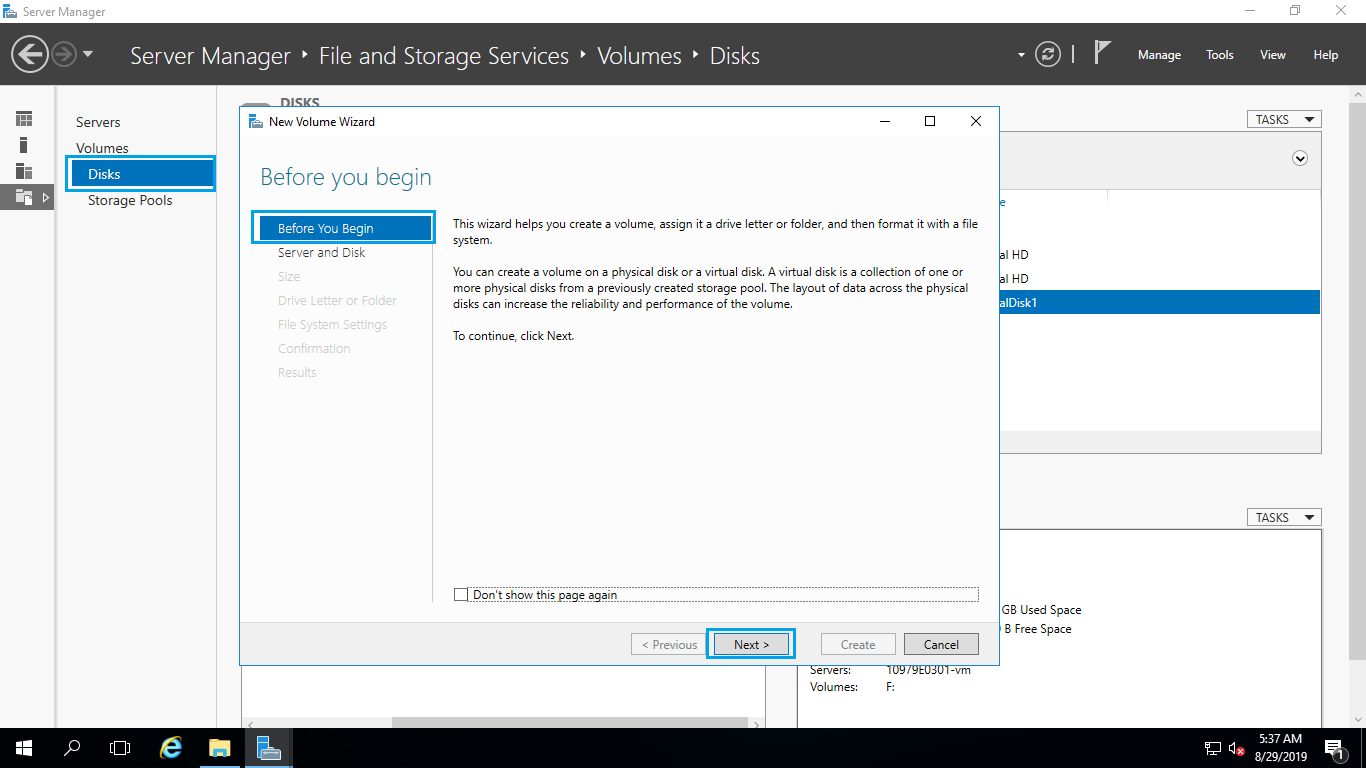 Server Manager
Server Manager ‣ File and Storage Services ‣ Volumes ‣ Disks
Manage Tools View Help
Servers
Volumes
Disks
Storage Pools
DISKS
TASKS
New Volume Wizard
Before you begin
Before You Begin
Server and Disk
Size
Drive Letter or Folder
File System Settings
Confirmation
Results
This wizard helps you create a volume, assign it a drive letter or folder, and then format it with a file
system.
You can create a volume on a physical disk or a virtual disk. A virtual disk is a collection of one or
more physical disks from a previously created storage pool. The layout of data across the physical
disks can increase the reliability and performance of the volume.
To continue, click Next.
Don't show this page again
< Previous Next > Create Cancel
e
al HD
al HD
alDisk1
TASKS
GB Used Space
B Free Space
Servers: 10979E0301-vm
Volumes: F:
5:37 AM
8/29/2019
1